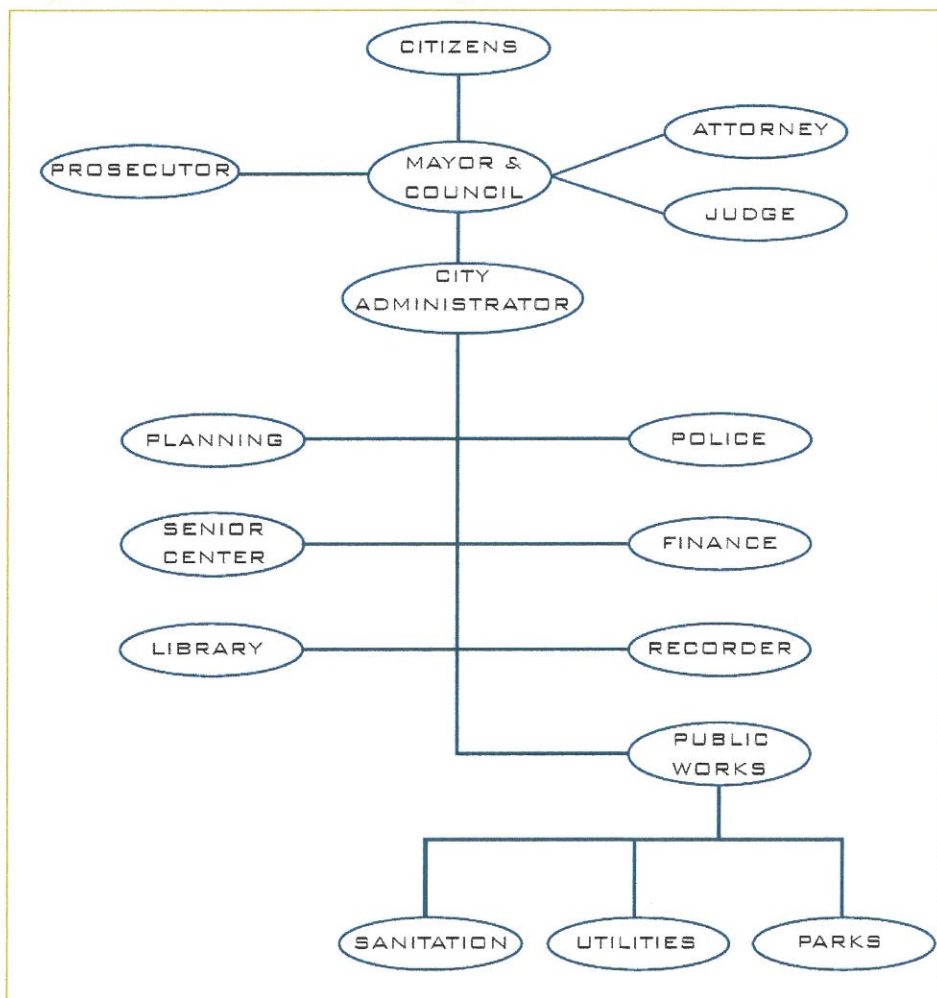 CITIZENS
ATTORNEY
PROSECUTOR
MAYOR &
COUNCIL
JUDGE
CITY
ADMINISTRATOR
PLANNING
POLICE
SENIOR
CENTER
FINANCE
LIBRARY
RECORDER
PUBLIC
WORKS
SANITATION
UTILITIES
PARKS